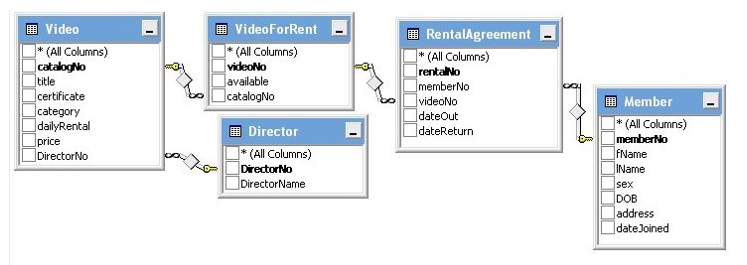 Video
* (All Columns)
catalogNo
title
certificate
category
dailyRental
price
DirectorNo
VideoForRent
* (All Columns)
videoNo
available
catalogNo
Director
* (All Columns)
DirectorNo
DirectorName
RentalAgreement
* (All Columns)
rentalNo
memberNo
videoNo
dateOut
dateReturn
Member
* (All Columns)
memberNo
fName
lName
sex
DOB
address
dateJoined